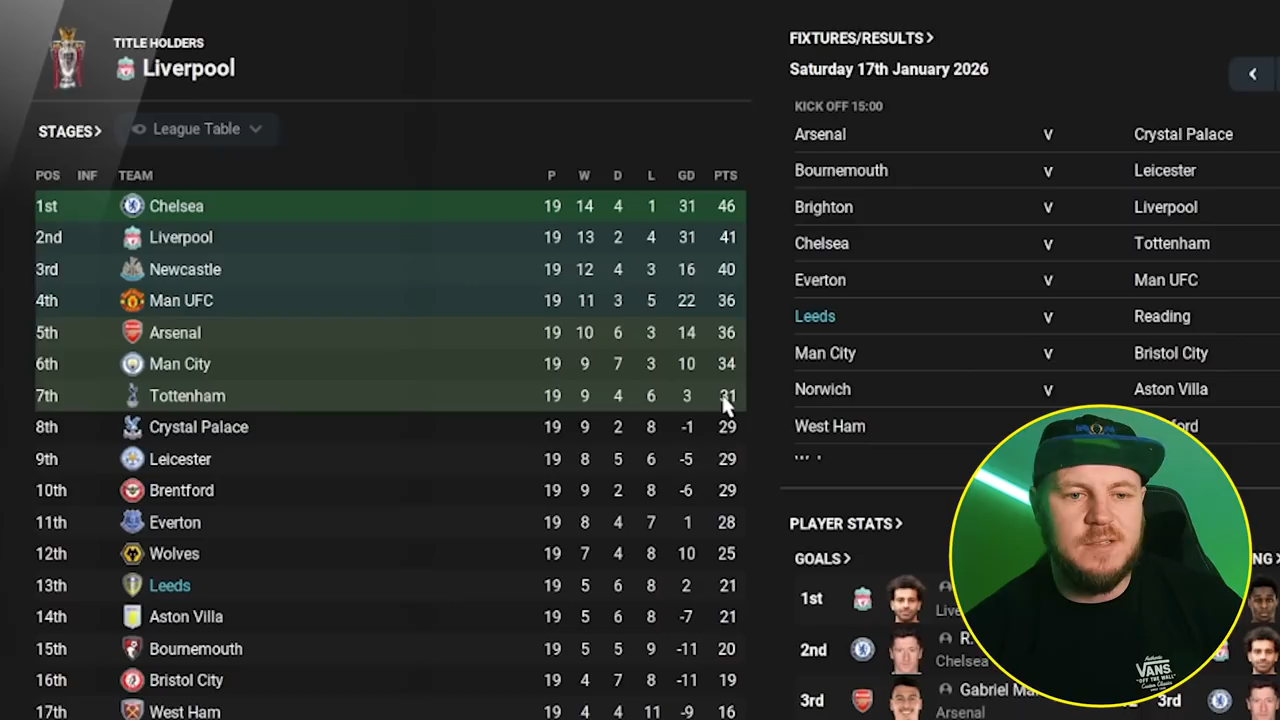 TITLE HOLDERS
Liverpool
STAGES>
League Table
POS INF TEAM P W D L GD PTS
1st Chelsea 19 14 4 1 31 46
2nd Liverpool 19 13 2 4 31 41
3rd Newcastle 19 12 4 3 16 40
4th Man UFC 19 11 3 5 22 36
5th Arsenal 19 10 6 3 14 36
6th Man City 19 9 7 3 10 34
7th Tottenham 19 9 4 6 3 31
8th Crystal Palace 19 9 2 8 -1 29
9th Leicester 19 8 5 6 -5 29
10th Brentford 19 9 2 8 -6 29
11th Everton 19 8 4 7 1 28
12th Wolves 19 7 4 8 10 25
13th Leeds 19 5 6 8 2 21
14th Aston Villa 19 5 6 8 -7 21
15th Bournemouth 19 5 5 9 -11 20
16th Bristol City 19 4 7 8 -11 19
17th West Ham 19 4 4 11 -9 16
FIXTURES/RESULTS>
Saturday 17th January 2026
KICK OFF 15:00
Arsenal v Crystal Palace
Bournemouth v Leicester
Brighton v Liverpool
Chelsea v Tottenham
Everton v Man UFC
Leeds v Reading
Man City v Bristol City
Norwich v Aston Villa
West Ham v
PLAYER STATS>
GOALS>
1st
2nd R.
Chelsea
3rd Gabriel
Arsenal
3rd
Authentic
VANS
"OFF THE WALL"